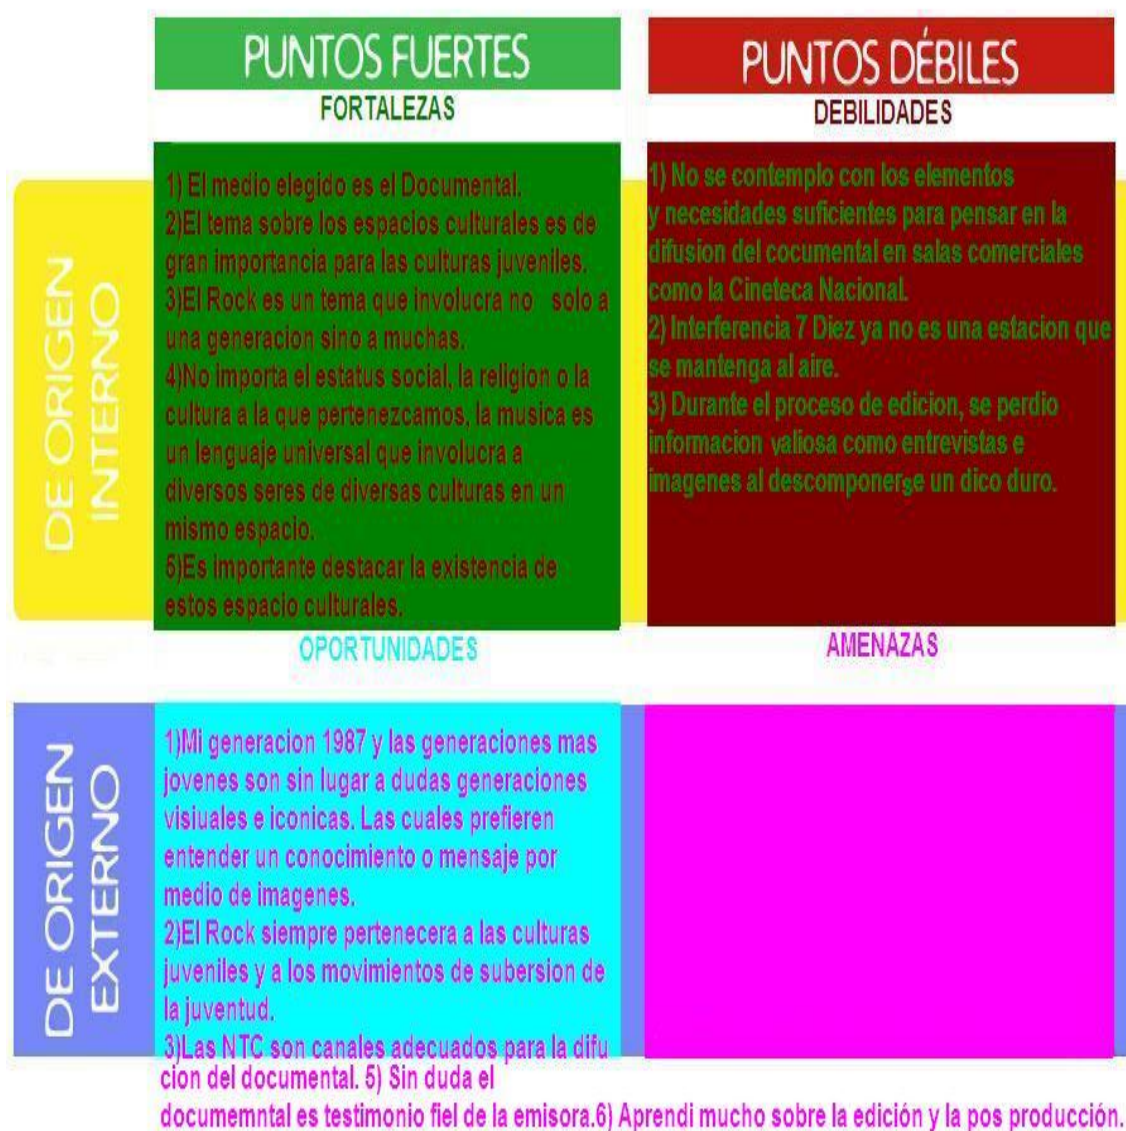 PUNTOS FUERTES
FORTALEZAS
PUNTOS DÉBILES
DEBILIDADES
DE ORIGEN
INTERNO
1) El medio elegido es el Documental.
2)El tema sobre los espacios culturales es de
gran importancia para las culturas juveniles.
3)El Rock es un tema que involucra no solo a
una generacion sino a muchas.
4)No importa el estatus social, la religion o la
cultura a la que pertenezcamos, la musica es
un lenguaje universal que involucra a
diversos seres de diversas culturas en un
mismo espacio.
5)Es importante destacar la existencia de
estos espacio culturales.
1) No se contemplo con los elementos
y necesidades suficientes para pensar en la
difusion del cocumental en salas comerciales
como la Cineteca Nacional.
2) Interferencia 7 Diez ya no es una estacion que
se mantenga al aire.
3) Durante el proceso de edicion, se perdio
informacion valiosa como entrevistas e
imagenes al descomponerse un dico duro.
OPORTUNIDADES
AMENAZAS
DE ORIGEN
EXTERNO
1)Mi generacion 1987 y las generaciones mas
jovenes son sin lugar a dudas generaciones
visiuales e iconicas. Las cuales prefieren
entender un conocimiento o mensaje por
medio de imagenes.
2)El Rock siempre pertenecera a las culturas
juveniles y a los movimientos de subersion de
la juventud.
3)Las NTC son canales adecuados para la difu
cion del documental. 5) Sin duda el
documemntal es testimonio fiel de la emisora.6) Aprendi mucho sobre la edición y la pos producción.